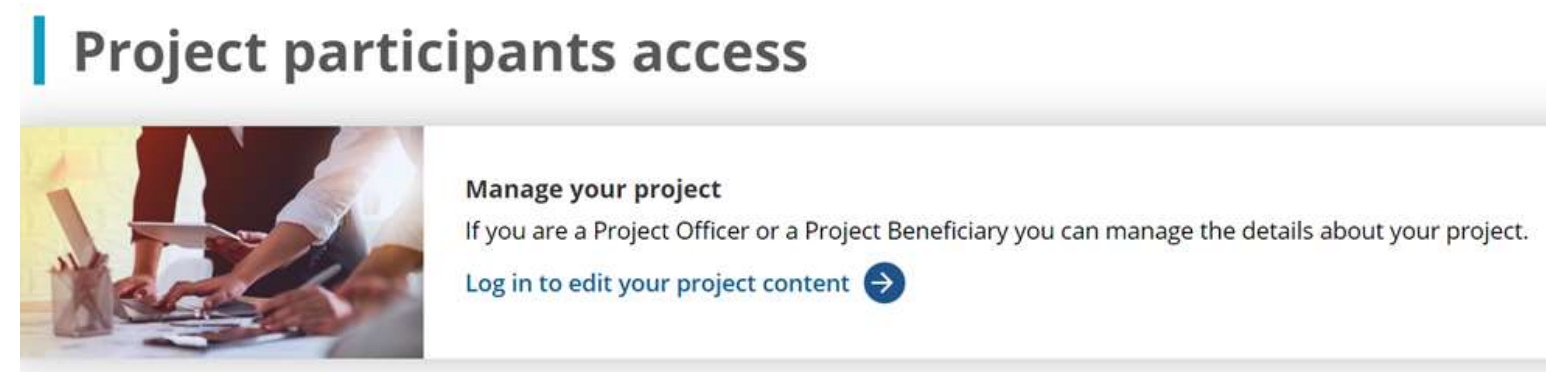 Project participants access
Manage your project
If you are a Project Officer or a Project Beneficiary you can manage the details about your project.
Log in to edit your project content